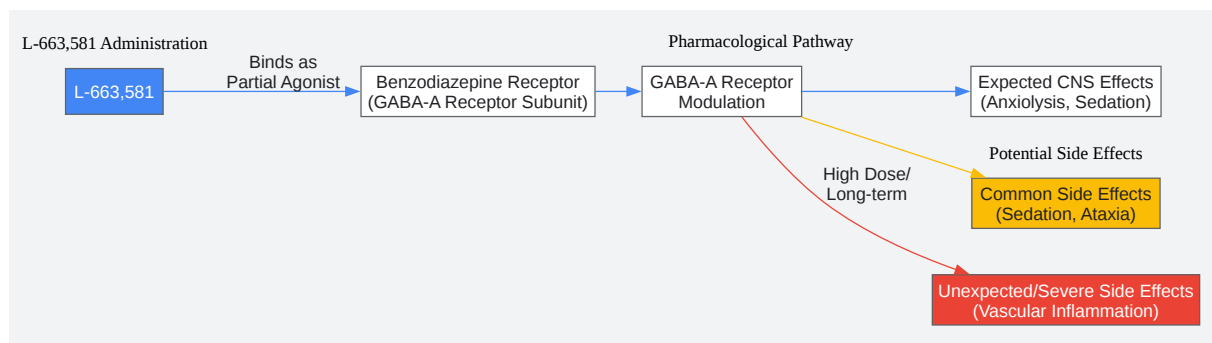 L-663,581 Administration
L-663,581
Binds as
Partial Agonist
Benzodiazepine Receptor
(GABA-A Receptor Subunit)
Pharmacological Pathway
GABA-A Receptor
Modulation
Expected CNS Effects
(Anxiolysis, Sedation)
Potential Side Effects
High Dose/
Long-term
Common Side Effects
(Sedation, Ataxia)
Unexpected/Severe Side Effects
(Vascular Inflammation)